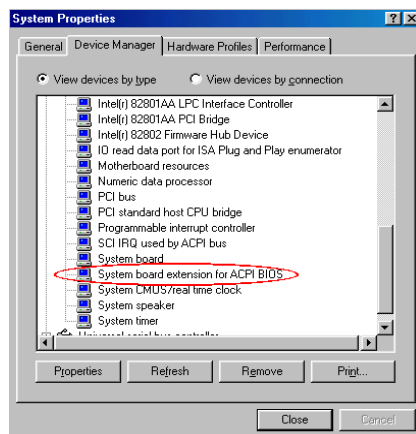 System Properties
General Device Manager Hardware Profiles Performance
View devices by type View devices by connection
Intel(r) 82801AA LPC Interface Controller
Intel(r) 82801AA PCI Bridge
Intel(r) 82802 Firmware Hub Device
IO read data port for ISA Plug and Play enumerator
Motherboard resources
Numeric data processor
PCI bus
PCI standard host CPU bridge
Programmable interrupt controller
SCI IRQ used by ACPI bus
System board
System board extension for ACPI BIOS
System CMOS/real time clock
System speaker
System timer
Properties Refresh Remove Print...
Close Cancel